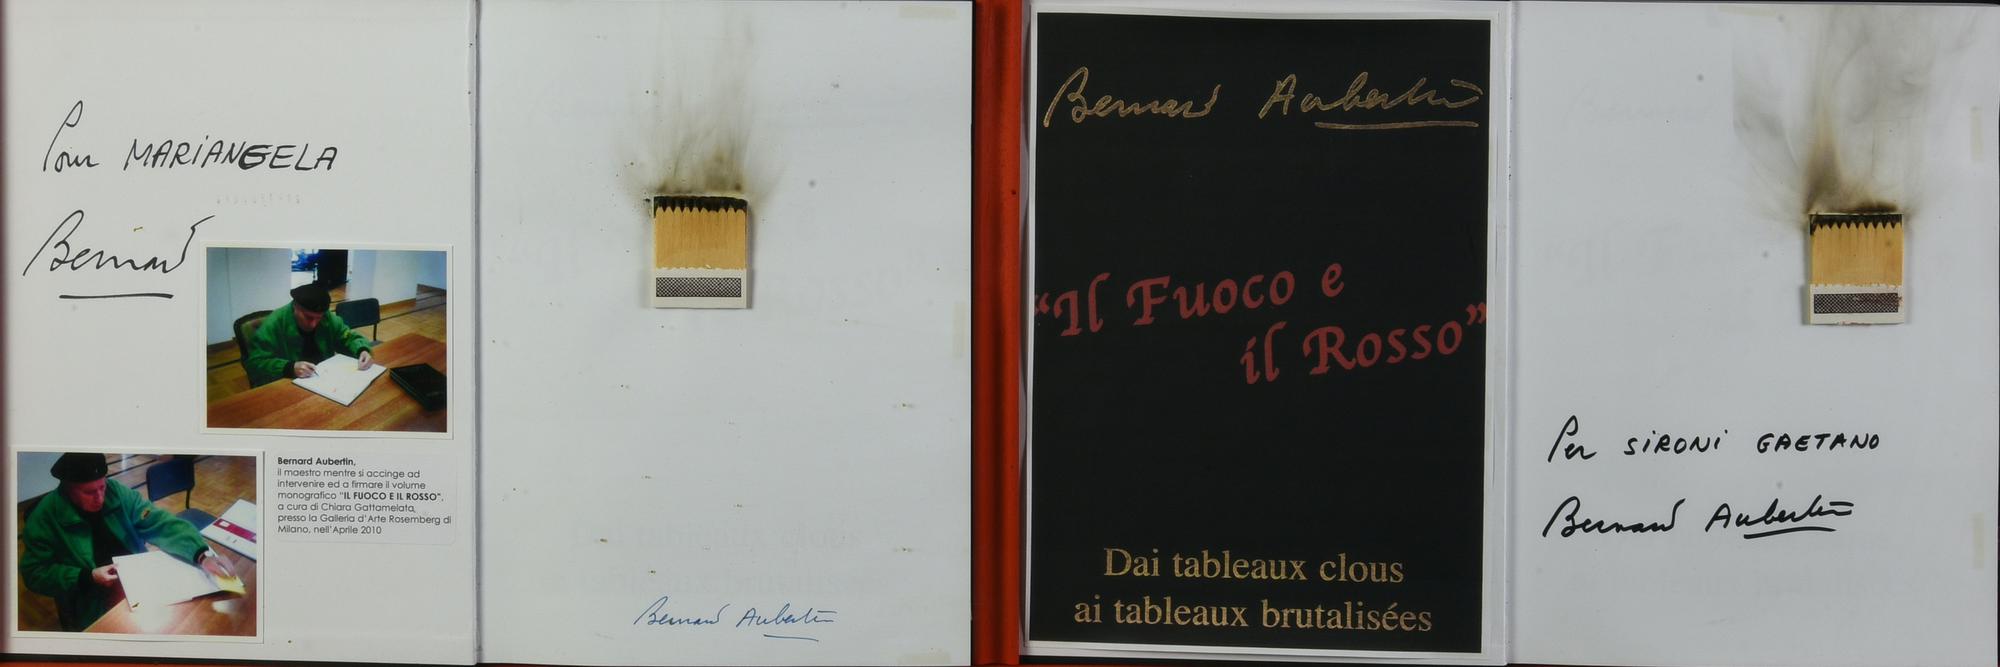 Pour MARIANGELA
Bernard
Bernard Aubertin,
il maestro mentre si accinge ad
intervenire ed a firmare il volume
monografico "IL FUOCO E IL ROSSO",
a cura di Chiara Gattamelata,
presso la Galleria d'Arte Rosemberg di
Milano, nell'Aprile 2010
Bernard Aubertin
Bernard Aubertin
"Il Fuoco e
il Rosso"
Dai tableaux clous
ai tableaux brutalisées
Per SIRONI GAETANO
Bernard Aubertin